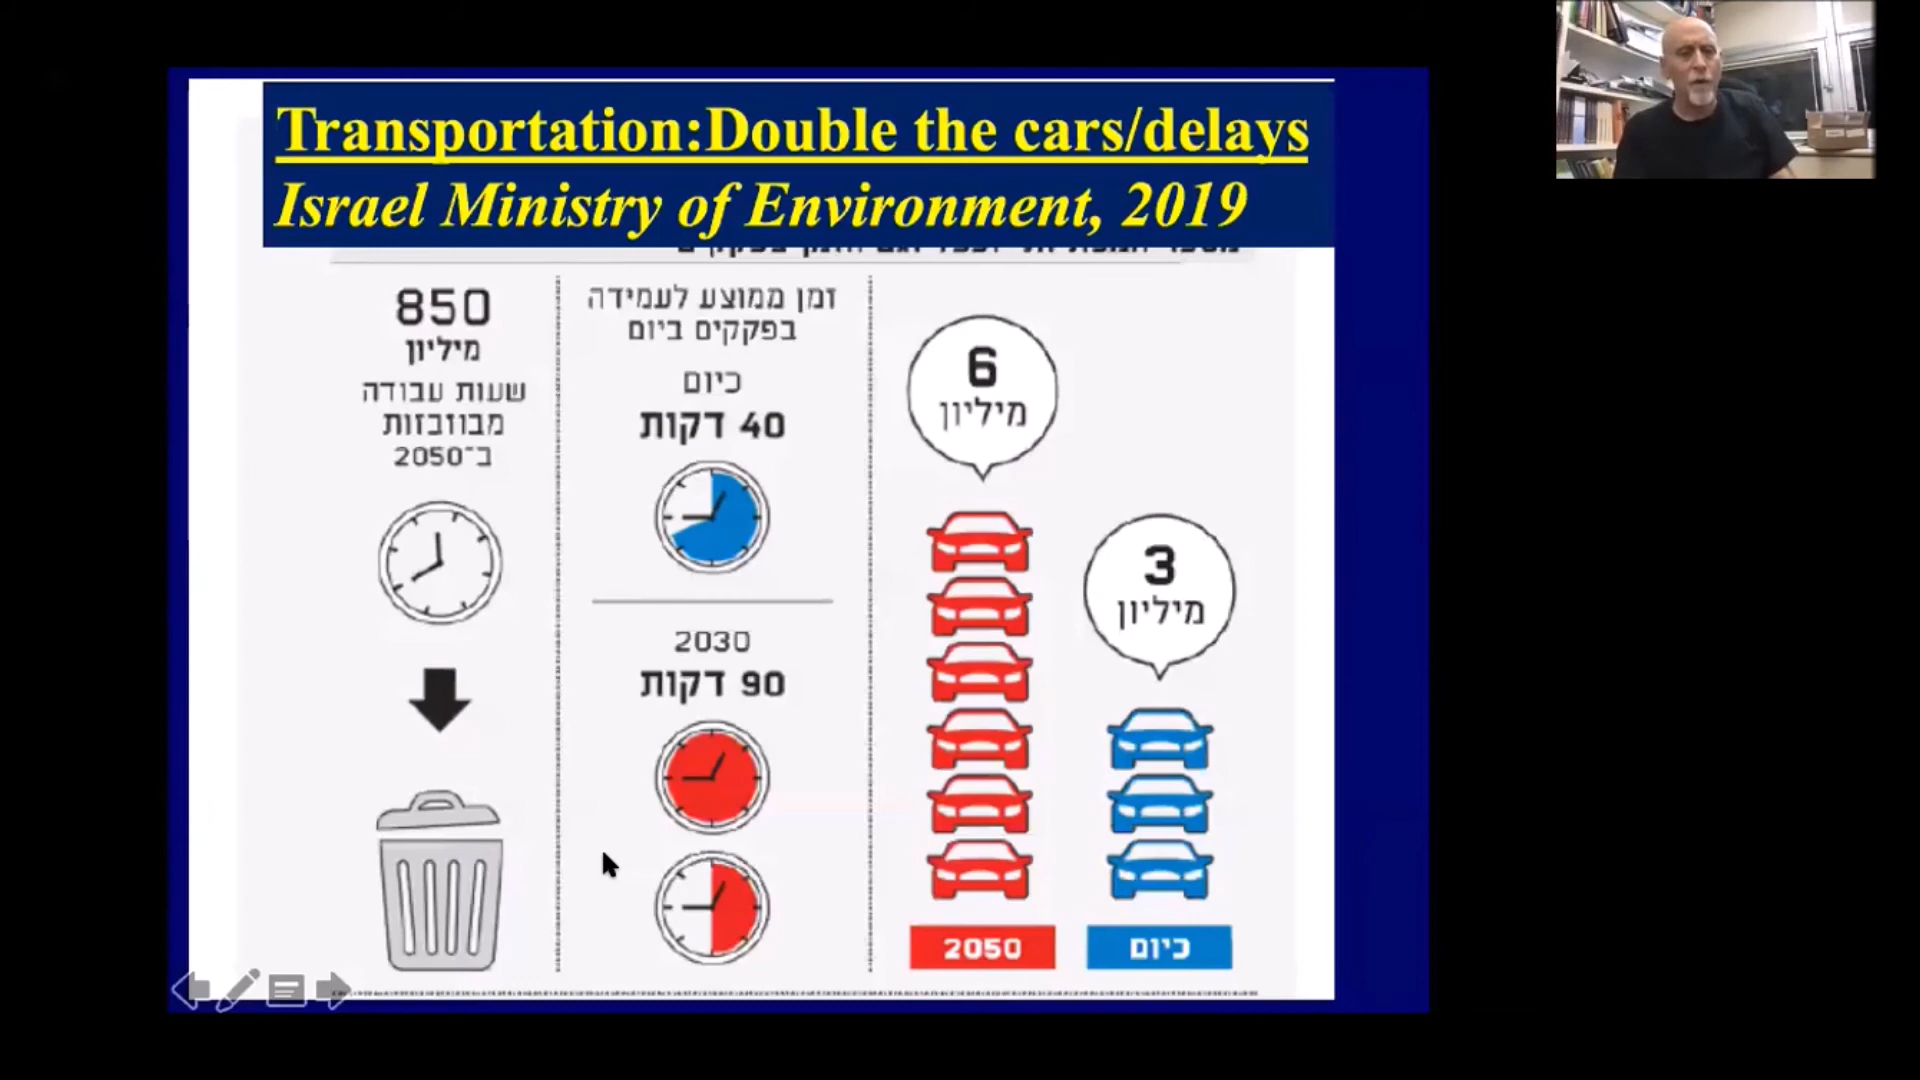 Transportation:Double the cars/delays
Israel Ministry of Environment, 2019
6
מיליון
3
מיליון
2050
כיום
זמן ממוצע לעמידה
בפקקים ביום
כיום
40 דקות
2030
90 דקות
850
מיליון
שעות עבודה
מבוזבזות
ב־2050